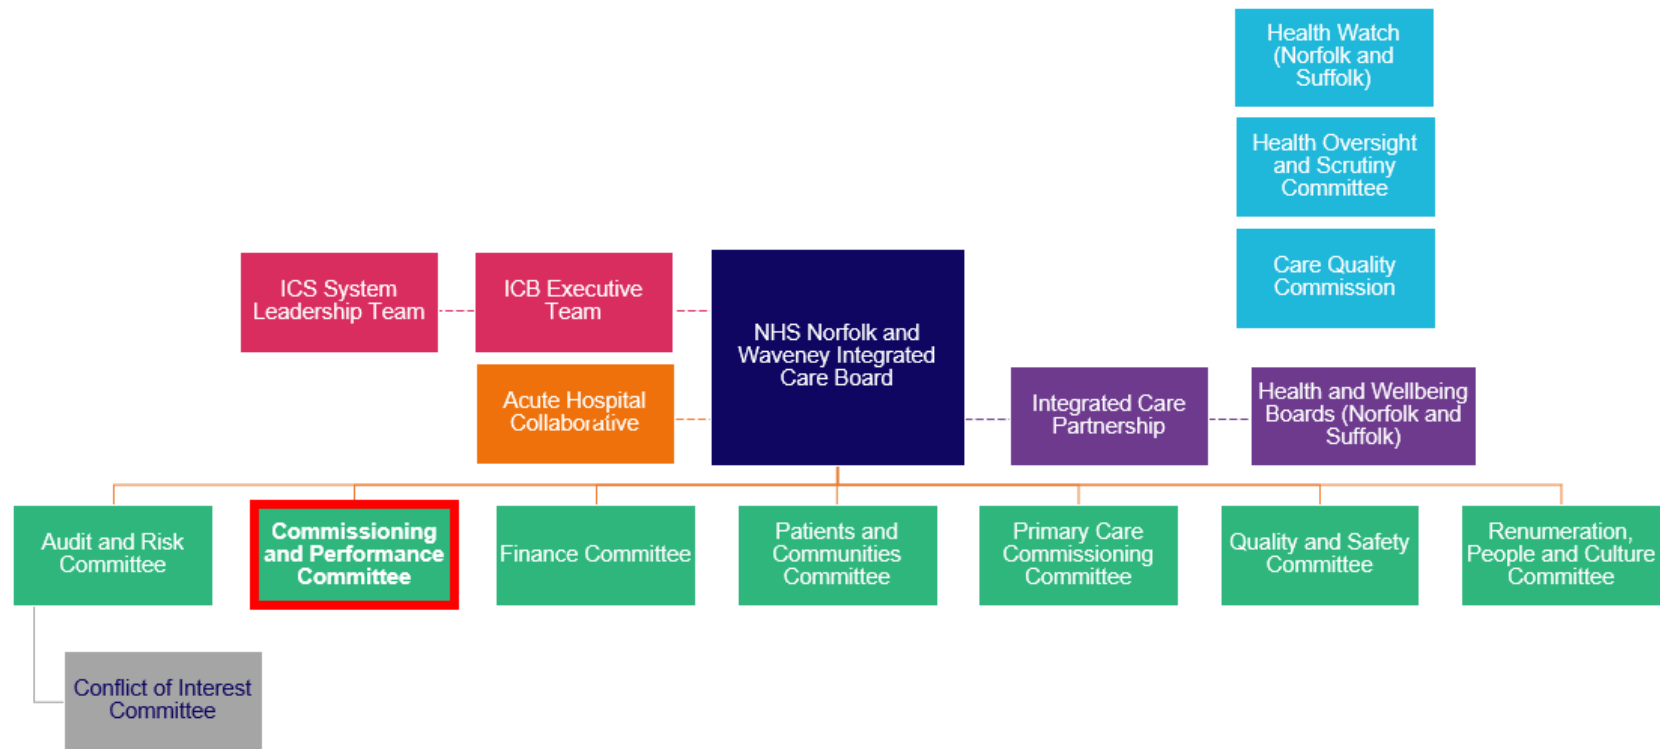 Health Watch
(Norfolk and
Suffolk)
Health Oversight
and Scrutiny
Committee
Care Quality
Commission
ICS System
Leadership Team
ICB Executive
Team
NHS Norfolk and
Waveney Integrated
Care Board
Acute Hospital
Collaborative
Integrated Care
Partnership
Health and Wellbeing
Boards (Norfolk and
Suffolk)
Audit and Risk
Committee
Commissioning
and Performance
Committee
Finance Committee
Patients and
Communities
Committee
Primary Care
Commissioning
Committee
Quality and Safety
Committee
Renumeration,
People and Culture
Committee
Conflict of Interest
Committee